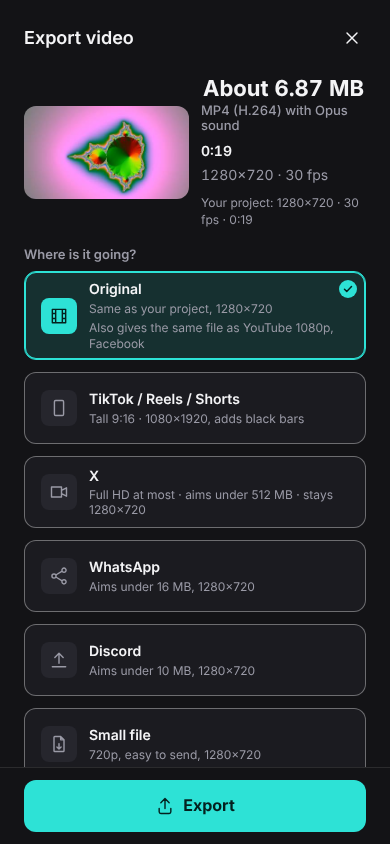 Export video
About 6.87 MB
MP4 (H.264) with Opus
sound
0:19
1280×720 · 30 fps
Your project: 1280×720 · 30
fps · 0:19
Where is it going?
Original
Same as your project, 1280×720
Also gives the same file as YouTube 1080p,
Facebook
TikTok / Reels / Shorts
Tall 9:16 · 1080×1920, adds black bars
X
Full HD at most · aims under 512 MB · stays
1280×720
WhatsApp
Aims under 16 MB, 1280×720
Discord
Aims under 10 MB, 1280×720
Small file
720p, easy to send, 1280×720
Export